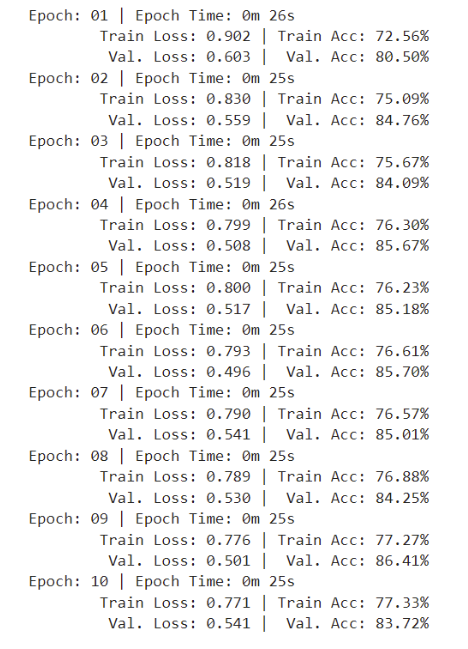 Epoch: 01 | Epoch Time: 0m 26s
Train Loss: 0.902 | Train Acc: 72.56%
Val. Loss: 0.603 | Val. Acc: 80.50%
Epoch: 02 | Epoch Time: 0m 25s
Train Loss: 0.830 | Train Acc: 75.09%
Val. Loss: 0.559 | Val. Acc: 84.76%
Epoch: 03 | Epoch Time: 0m 25s
Train Loss: 0.818 | Train Acc: 75.67%
Val. Loss: 0.519 | Val. Acc: 84.09%
Epoch: 04 | Epoch Time: 0m 26s
Train Loss: 0.799 | Train Acc: 76.30%
Val. Loss: 0.508 | Val. Acc: 85.67%
Epoch: 05 | Epoch Time: 0m 25s
Train Loss: 0.800 | Train Acc: 76.23%
Val. Loss: 0.517 | Val. Acc: 85.18%
Epoch: 06 | Epoch Time: 0m 25s
Train Loss: 0.793 | Train Acc: 76.61%
Val. Loss: 0.496 | Val. Acc: 85.70%
Epoch: 07 | Epoch Time: 0m 25s
Train Loss: 0.790 | Train Acc: 76.57%
Val. Loss: 0.541 | Val. Acc: 85.01%
Epoch: 08 | Epoch Time: 0m 25s
Train Loss: 0.789 | Train Acc: 76.88%
Val. Loss: 0.530 | Val. Acc: 84.25%
Epoch: 09 | Epoch Time: 0m 25s
Train Loss: 0.776 | Train Acc: 77.27%
Val. Loss: 0.501 | Val. Acc: 86.41%
Epoch: 10 | Epoch Time: 0m 25s
Train Loss: 0.771 | Train Acc: 77.33%
Val. Loss: 0.541 | Val. Acc: 83.72%